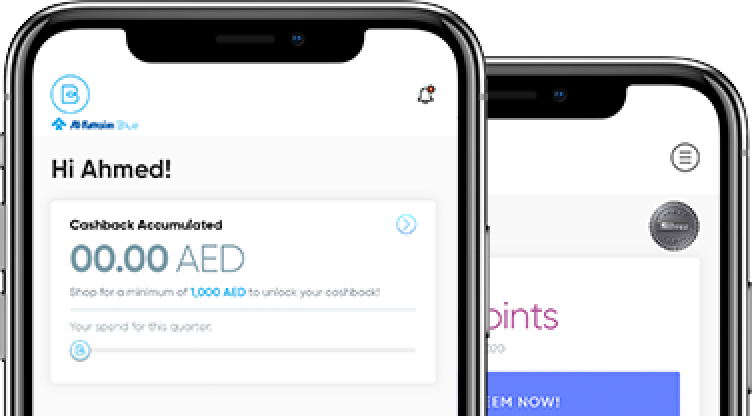 Al-Futtaim Blue
Hi Ahmed!
Cashback Accumulated
00.00 AED
Shop for a minimum of 1,000 AED to unlock your cashback!
Your spend for this quarter:
oints
EEM NOW!